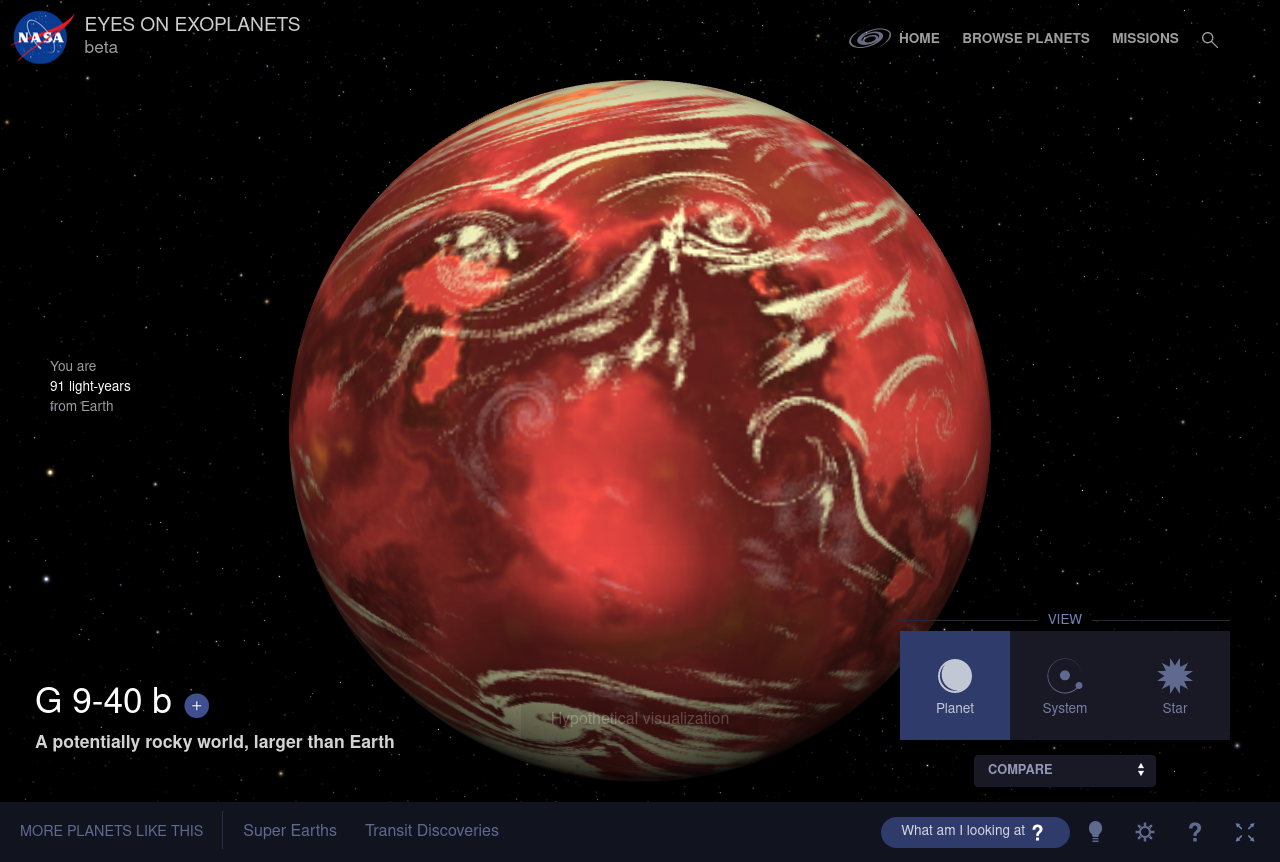 NASA
EYES ON EXOPLANETS
beta
HOME
BROWSE PLANETS
MISSIONS
You are
91 light-years
from Earth
VIEW
Planet
System
Star
G 9-40 b +
A potentially rocky world, larger than Earth
Hypothetical visualization
COMPARE
MORE PLANETS LIKE THIS
Super Earths
Transit Discoveries
What am I looking at ?
?